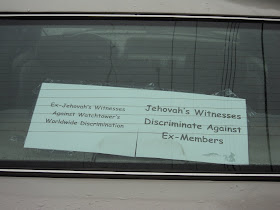 Ex-Jehovah's Witnesses
Against Watchtower's
Worldwide Discrimination
Jehovah's Witnesses
Discriminate Against
Ex-Members